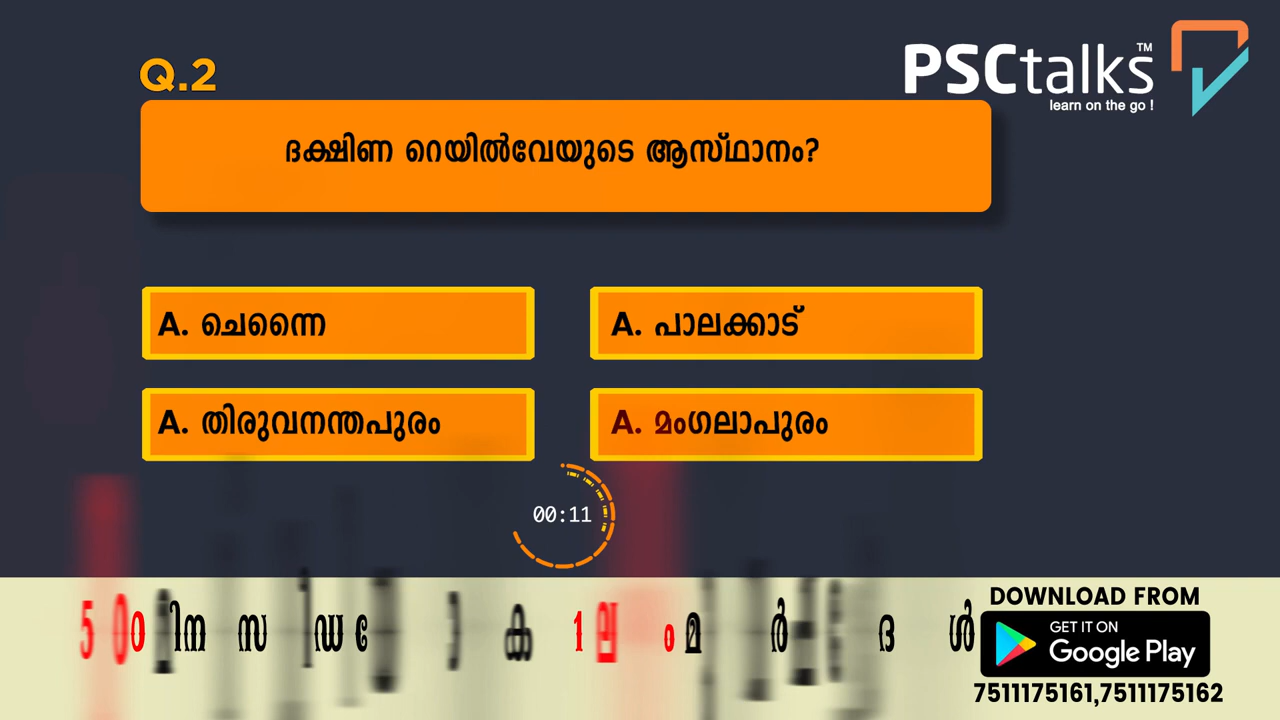 Q.2
PSCtalks™
learn on the go !
ദക്ഷിണ റെയിൽവേയുടെ ആസ്ഥാനം?
A. ചെന്നൈ
A. പാലക്കാട്
A. തിരുവനന്തപുരം
A. മംഗലാപുരം
00:11
DOWNLOAD FROM
GET IT ON
Google Play
7511175161,7511175162